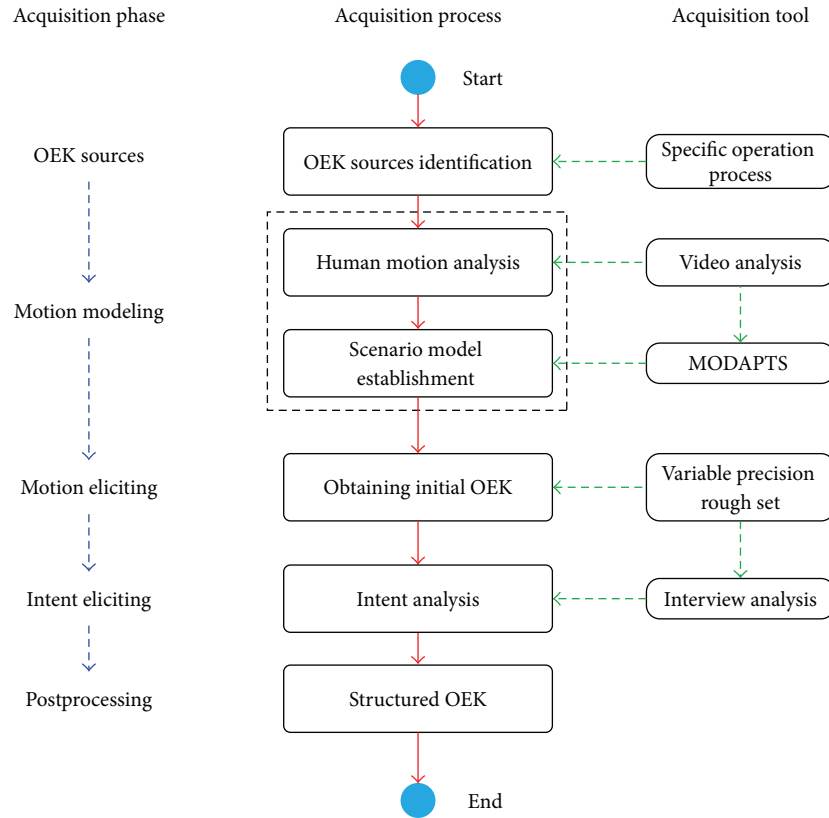 Acquisition phase
Acquisition process
Acquisition tool
Start
OEK sources
OEK sources identification
Specific operation
process
Human motion analysis
Video analysis
Motion modeling
Scenario model
establishment
MODAPTS
Motion eliciting
Obtaining initial OEK
Variable precision
rough set
Intent eliciting
Intent analysis
Interview analysis
Postprocessing
Structured OEK
End